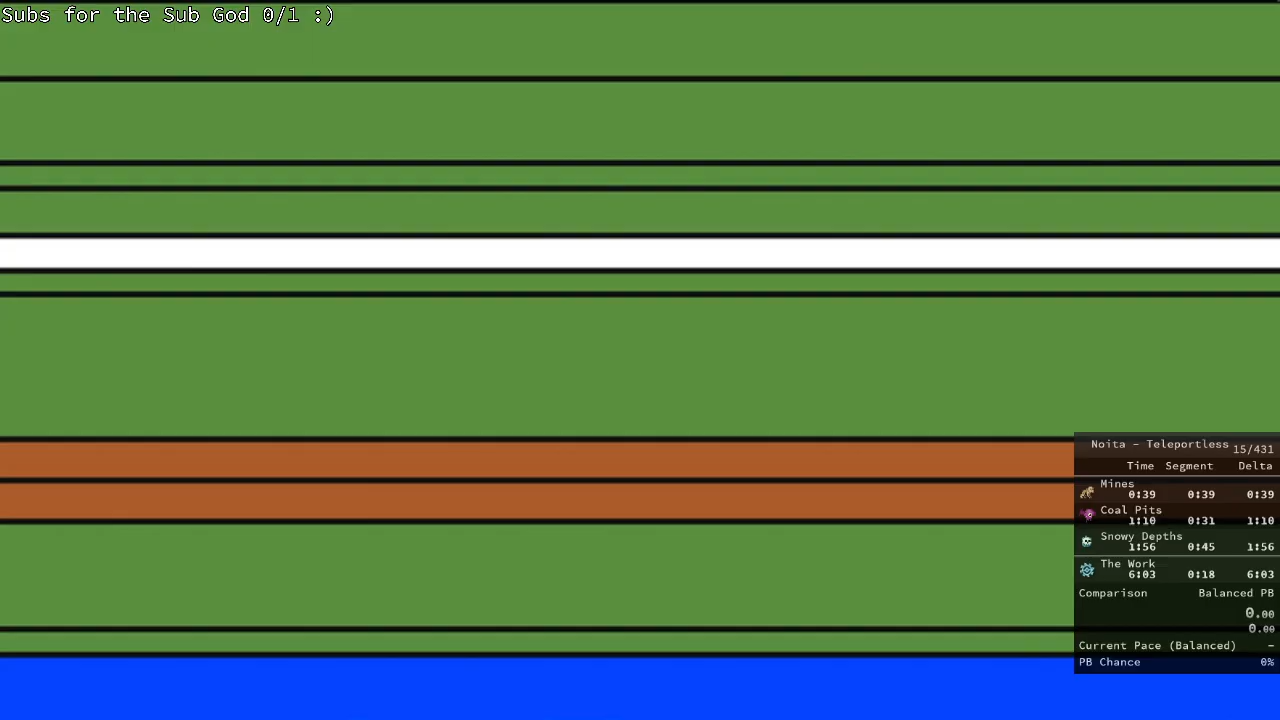 Subs for the Sub God 0/1 :)
Noita - Teleportless 15/431
Time Segment Delta
Mines
0:39 0:39 0:39
Coal Pits
1:10 0:31 1:10
Snowy Depths
1:56 0:45 1:56
The Work
6:03 0:18 6:03
Comparison Balanced PB
0.00
0.00
Current Pace (Balanced) -
PB Chance 0%